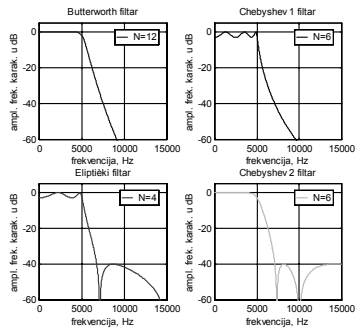 Butterworth filtar
ampl. frek. karak. u dB
0
-20
-40
-60
N=12
0 5000 10000 15000
frekvencija, Hz
Chebyshev 1 filtar
ampl. frek. karak. u dB
0
-20
-40
-60
N=6
0 5000 10000 15000
frekvencija, Hz
Eliptièki filtar
ampl. frek. karak. u dB
0
-20
-40
-60
N=4
0 5000 10000 15000
frekvencija, Hz
Chebyshev 2 filtar
ampl. frek. karak. u dB
0
-20
-40
-60
N=6
0 5000 10000 15000
frekvencija, Hz